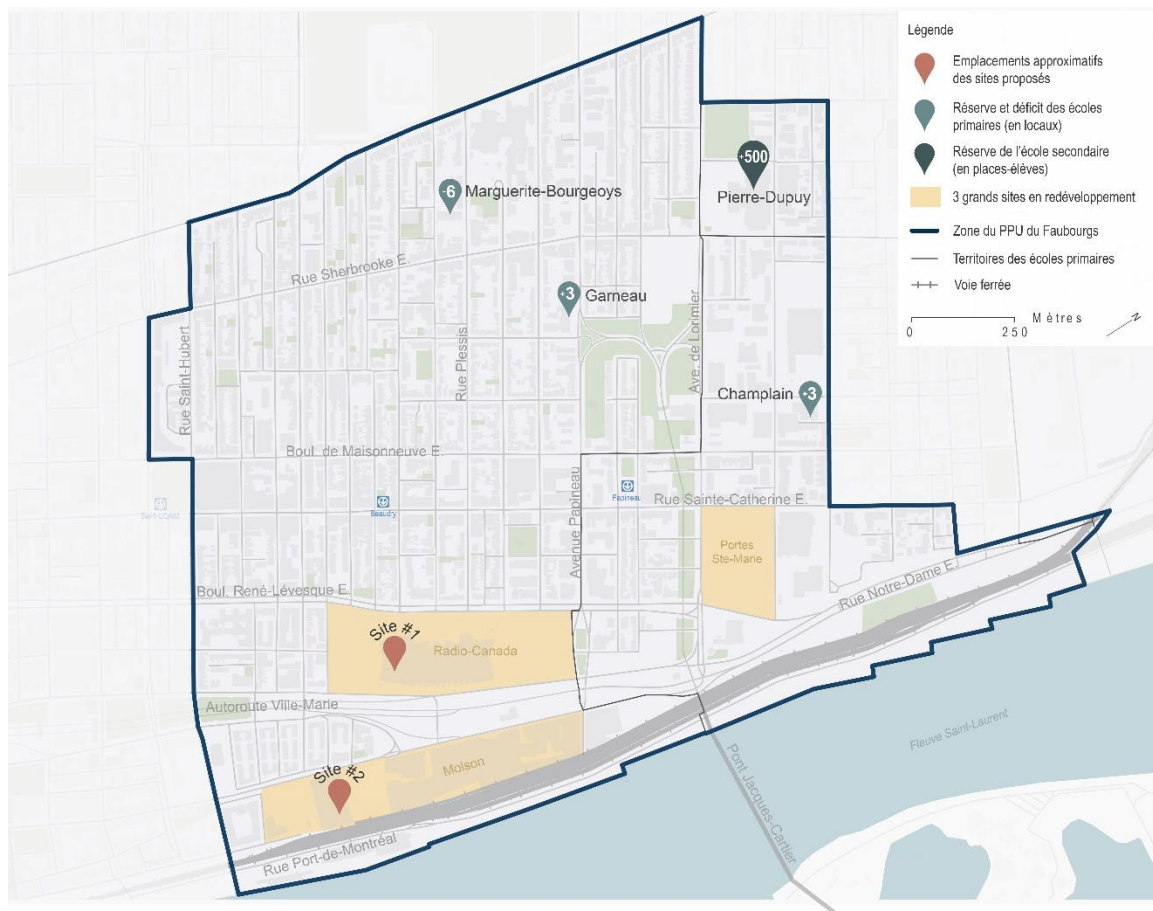 Légende
Emplacements approximatifs
des sites proposés
Réserve et déficit des écoles
primaires (en locaux)
Réserve de l'école secondaire
(en places-élèves)
3 grands sites en redéveloppement
Zone du PPU du Faubourgs
Territoires des écoles primaires
Voie ferrée
Mètres
0 250
N
+500
Pierre-Dupuy
-6 Marguerite-Bourgeoys
Rue Sherbrooke E.
+3 Garneau
Rue Saint-Hubert
Rue Plessis
Ave. de Lorimier
Champlain +3
Boul. de Maisonneuve E.
Avenue Papineau
Beaudry
Papineau
Rue Sainte-Catherine E.
Portes
Ste-Marie
Boul. René-Lévesque E.
Rue Notre-Dame E.
Site #1
Radio-Canada
Autoroute Ville-Marie
Fleuve Saint-Laurent
Site #2
Molson
Pont Jacques-Cartier
Rue Port-de-Montréal